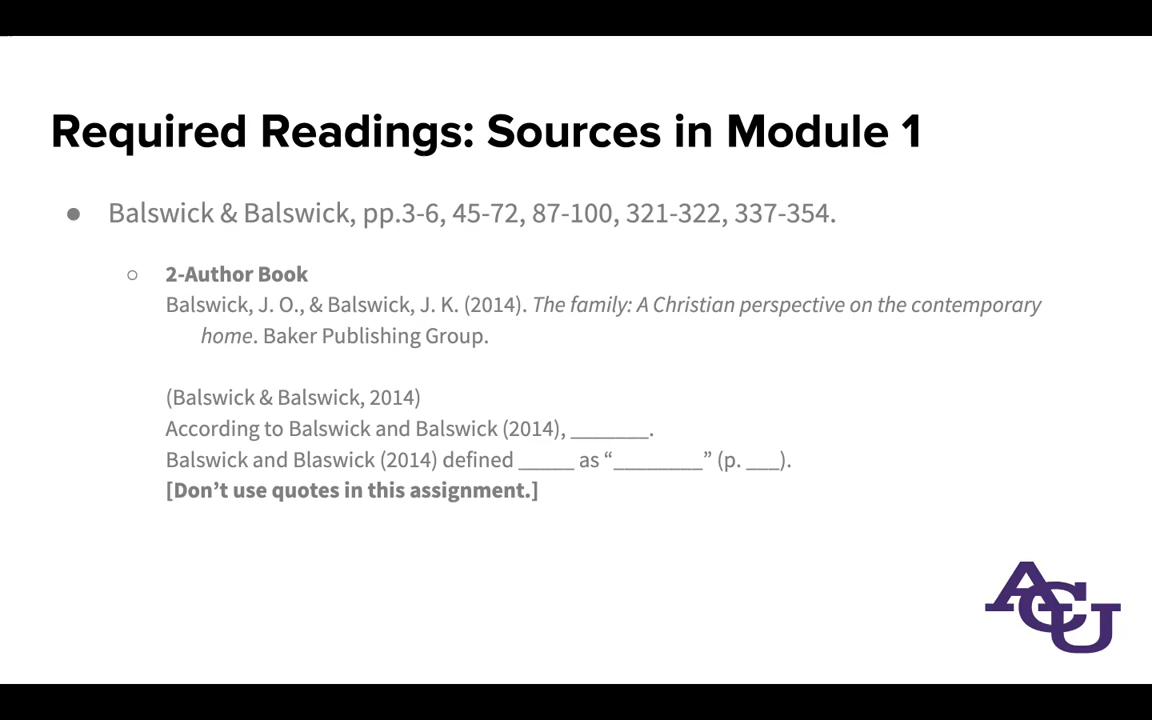 Required Readings: Sources in Module 1
● Balswick & Balswick, pp.3-6, 45-72, 87-100, 321-322, 337-354.
○ 2-Author Book
Balswick, J. O., & Balswick, J. K. (2014). The family: A Christian perspective on the contemporary
home. Baker Publishing Group.
(Balswick & Balswick, 2014)
According to Balswick and Balswick (2014), _______.
Balswick and Blaswick (2014) defined _____ as “________” (p. ___).
[Don’t use quotes in this assignment.]
ACU